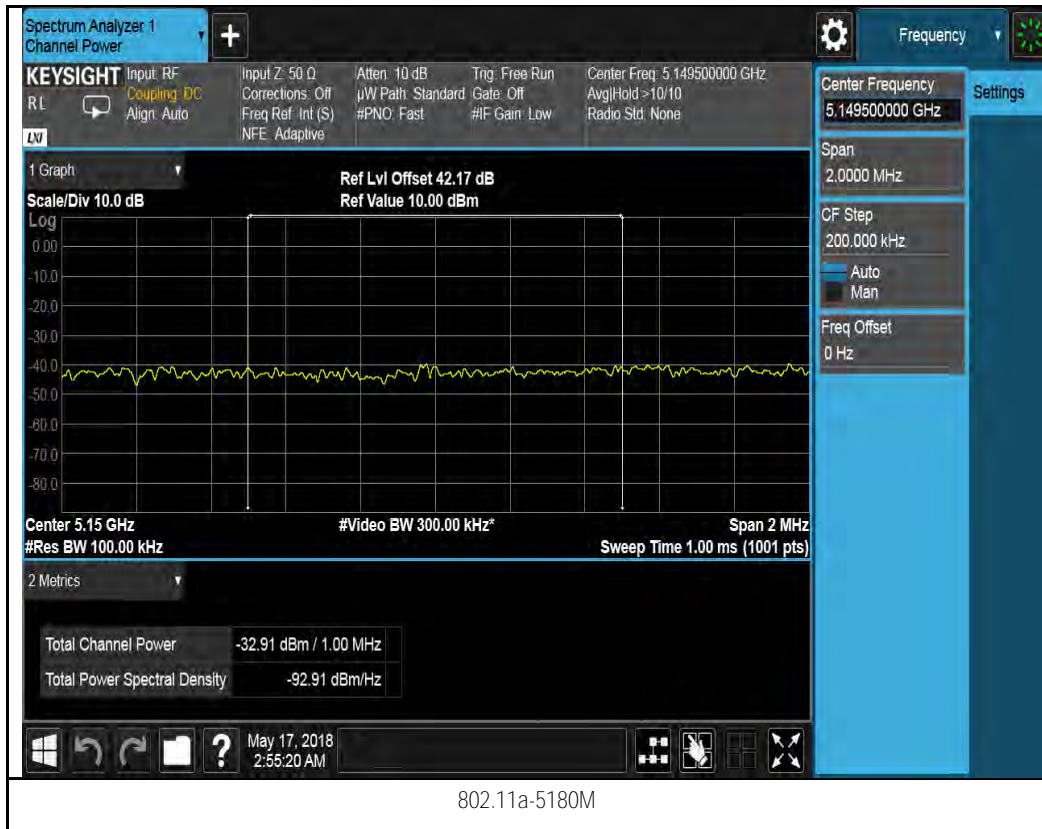 Spectrum Analyzer 1
Channel Power
+
Frequency
KEYSIGHT
RL
LXI
Input: RF
Coupling: DC
Align: Auto
Input Z: 50 Ω
Corrections: Off
Freq Ref: Int (S)
NFE: Adaptive
Atten: 10 dB
µW Path: Standard
#PNO: Fast
Trig: Free Run
Gate: Off
#IF Gain: Low
Center Freq: 5.149500000 GHz
Avg|Hold >10/10
Radio Std: None
Center Frequency
5.149500000 GHz
Settings
Span
2.0000 MHz
CF Step
200.000 kHz
Auto
Man
Freq Offset
0 Hz
1 Graph
Scale/Div 10.0 dB
Ref Lvl Offset 42.17 dB
Ref Value 10.00 dBm
Log
0.00
-10.0
-20.0
-30.0
-40.0
-50.0
-60.0
-70.0
-80.0
Center 5.15 GHz
#Video BW 300.00 kHz*
Span 2 MHz
#Res BW 100.00 kHz
Sweep Time 1.00 ms (1001 pts)
2 Metrics
Total Channel Power -32.91 dBm / 1.00 MHz
Total Power Spectral Density -92.91 dBm/Hz
?
May 17, 2018
2:55:20 AM
802.11a-5180M